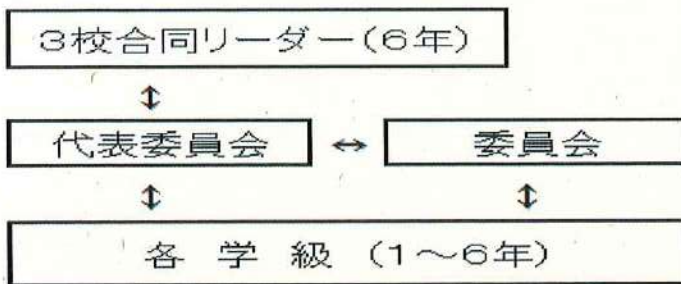 3校合同リーダー(6年)
↕
代表委員会 ↔ 委員会
↕ ↕
各学級(1～6年)